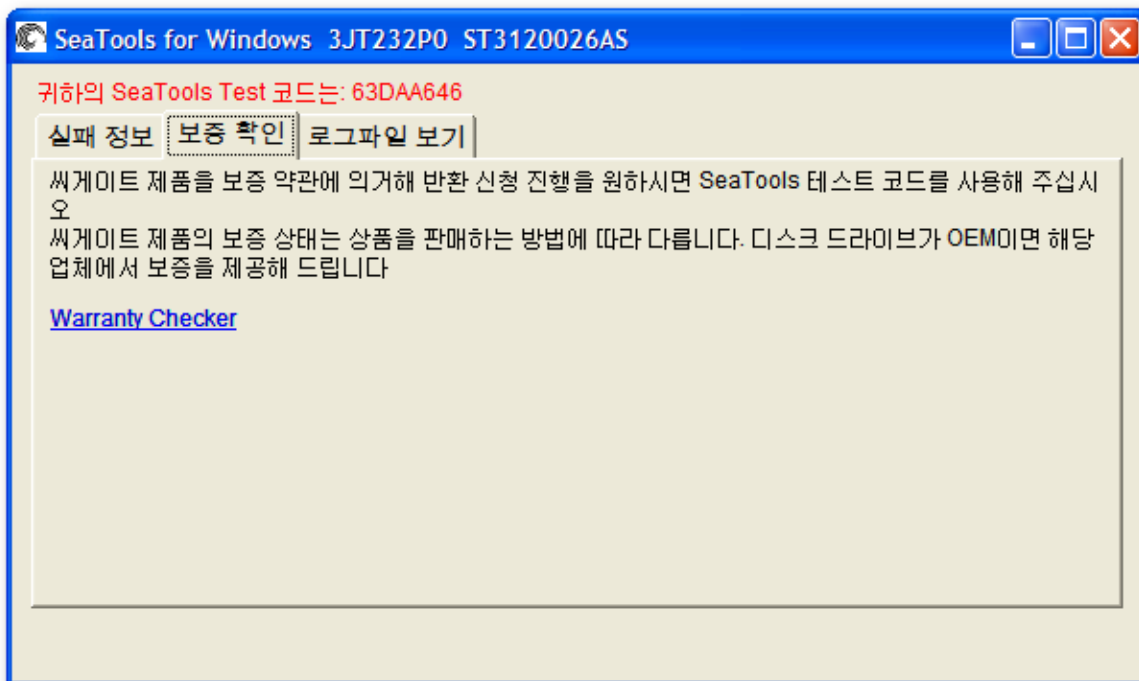 SeaTools for Windows 3JT232P0 ST3120026AS
귀하의 SeaTools Test 코드는: 63DAA646
실패 정보 보증 확인 로그파일 보기
씨게이트 제품을 보증 약관에 의거해 반환 신청 진행을 원하시면 SeaTools 테스트 코드를 사용해 주십시
오
씨게이트 제품의 보증 상태는 상품을 판매하는 방법에 따라 다릅니다. 디스크 드라이브가 OEM이면 해당
업체에서 보증을 제공해 드립니다
Warranty Checker